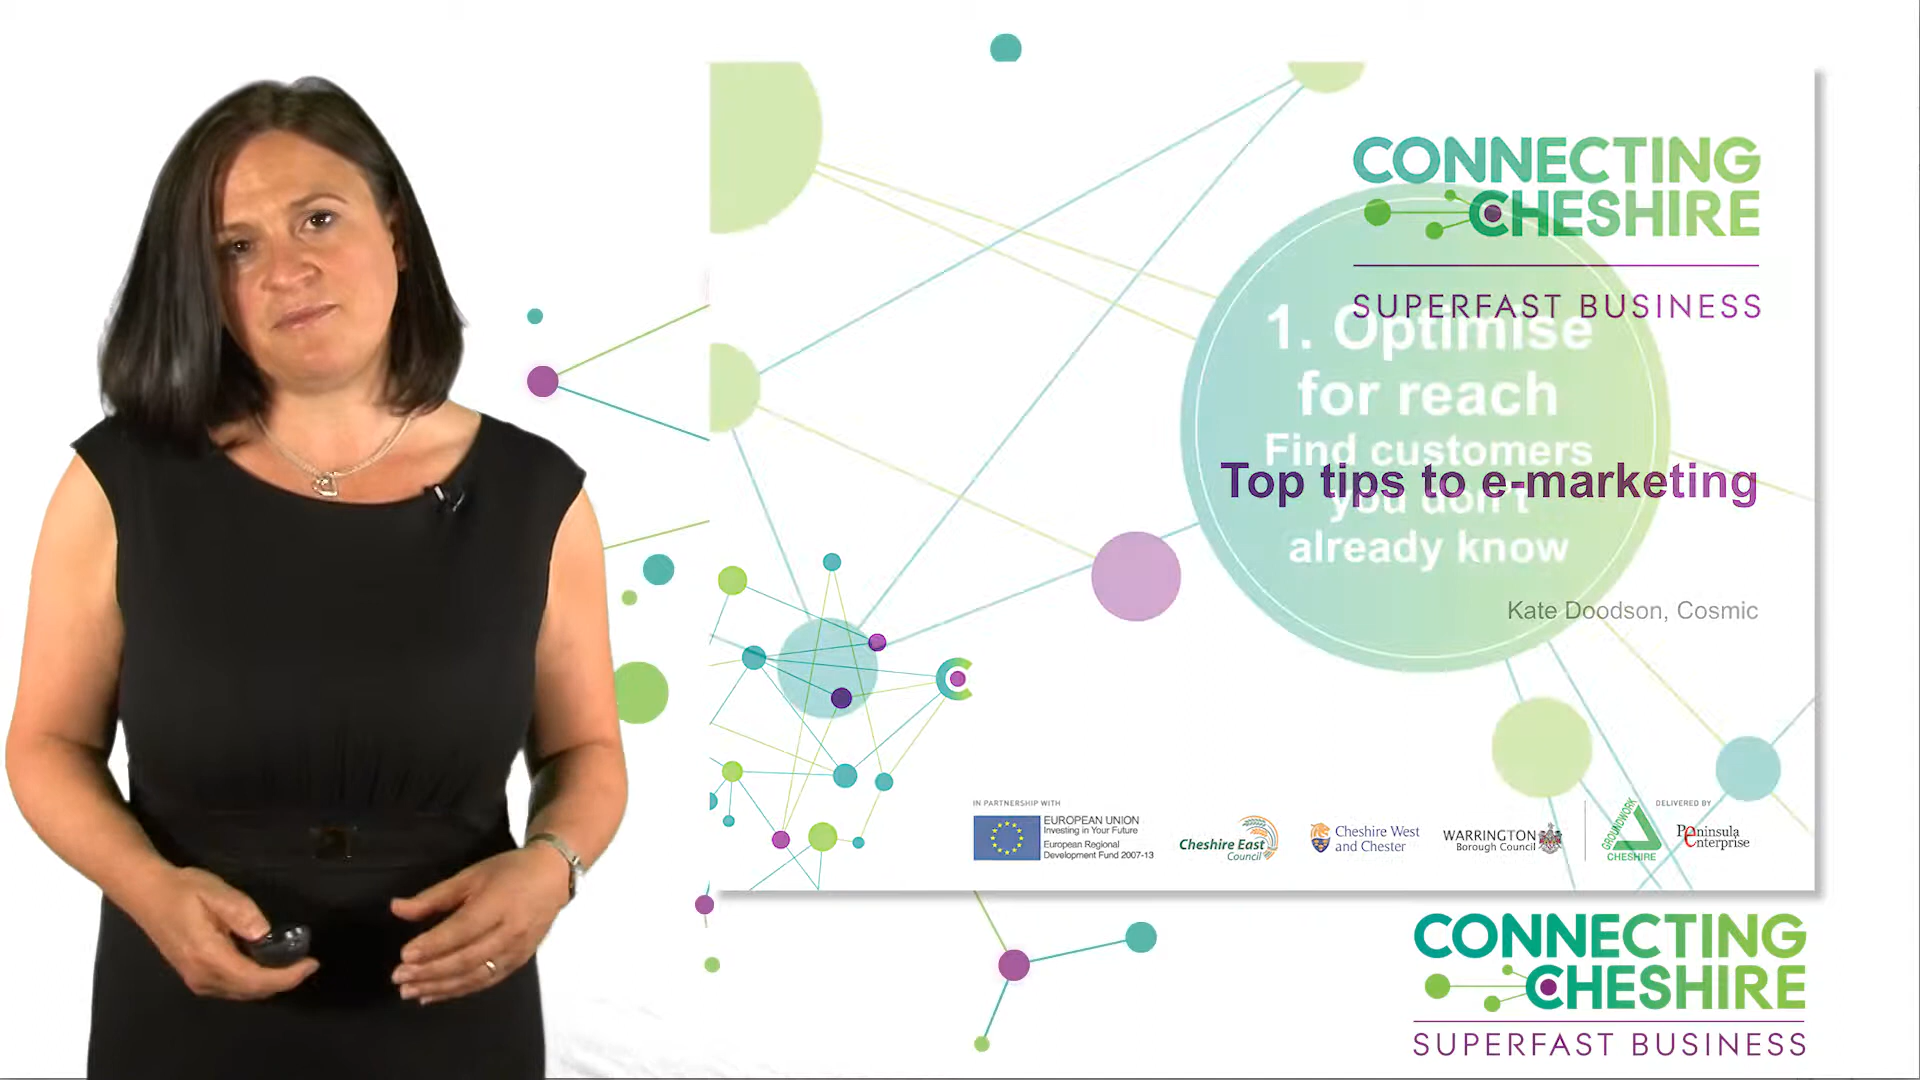 CONNECTING
CHESHIRE
SUPERFAST BUSINESS
1. Optimise
for reach
Find customers
you don't
already know
Top tips to e-marketing
Kate Doodson, Cosmic
IN PARTNERSHIP WITH
EUROPEAN UNION
Investing in Your Future
European Regional
Development Fund 2007-13
Cheshire East
Council
Cheshire West
and Chester
WARRINGTON
Borough Council
GROUNDWORK
CHESHIRE
DELIVERED BY
Peninsula
Enterprise
CONNECTING
CHESHIRE
SUPERFAST BUSINESS